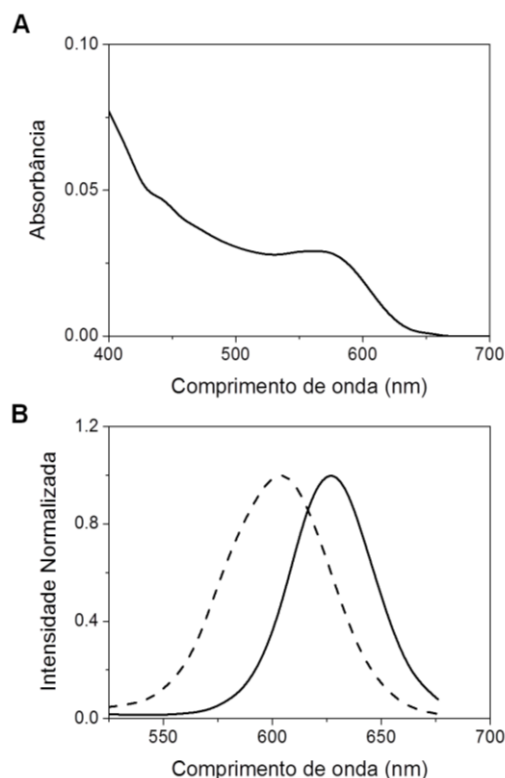 A
0.10
0.05
0.00
Absorbância
400 500 600 700
Comprimento de onda (nm)
B
1.2
0.8
0.4
0.0
Intensidade Normalizada
550 600 650 700
Comprimento de onda (nm)